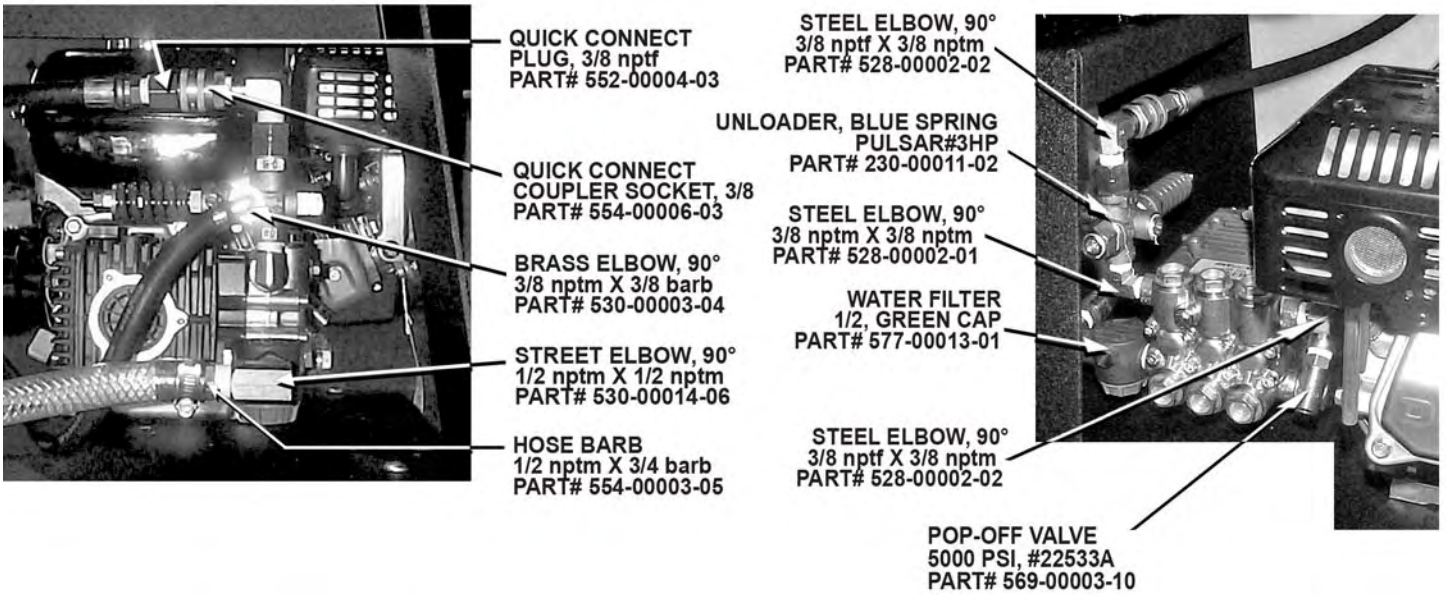 QUICK CONNECT
PLUG, 3/8 nptf
PART# 552-00004-03
QUICK CONNECT
COUPLER SOCKET, 3/8
PART# 554-00006-03
BRASS ELBOW, 90°
3/8 nptm X 3/8 barb
PART# 530-00003-04
STREET ELBOW, 90°
1/2 nptm X 1/2 nptm
PART# 530-00014-06
HOSE BARB
1/2 nptm X 3/4 barb
PART# 554-00003-05
STEEL ELBOW, 90°
3/8 nptf X 3/8 nptm
PART# 528-00002-02
UNLOADER, BLUE SPRING
PULSAR#3HP
PART# 230-00011-02
STEEL ELBOW, 90°
3/8 nptm X 3/8 nptm
PART# 528-00002-01
WATER FILTER
1/2, GREEN CAP
PART# 577-00013-01
STEEL ELBOW, 90°
3/8 nptf X 3/8 nptm
PART# 528-00002-02
POP-OFF VALVE
5000 PSI, #22533A
PART# 569-00003-10